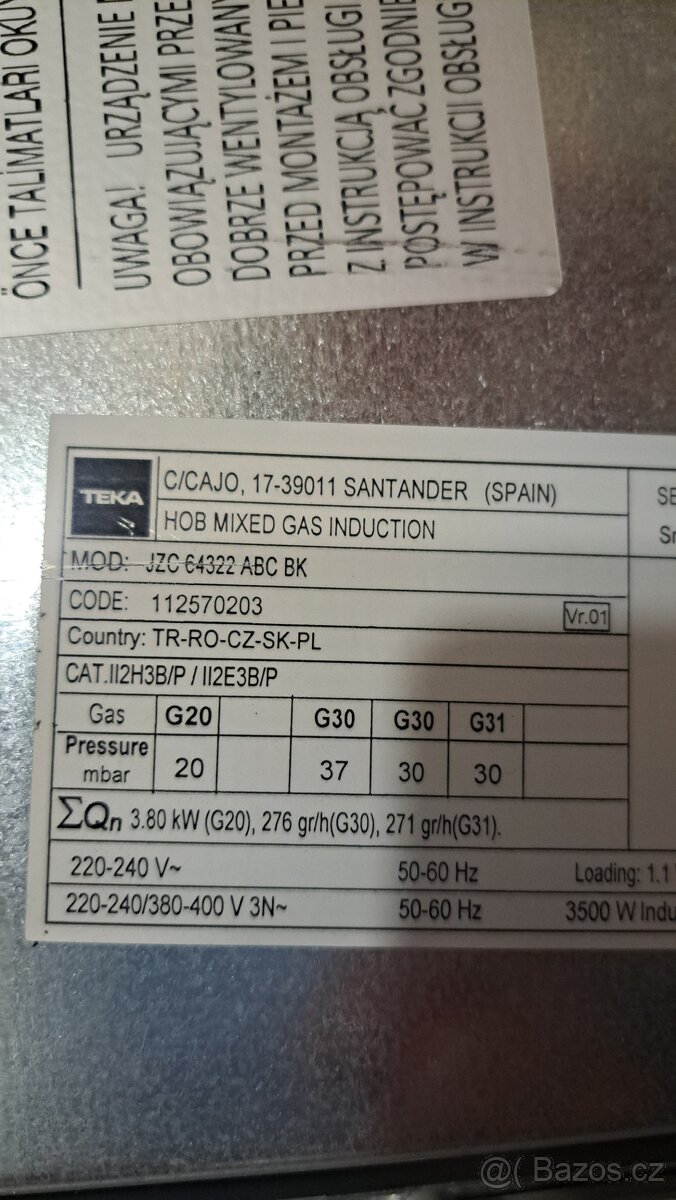 ÖNCE TALİMATLARI
UWAGA! URZĄDZENIE
OBOWIĄZUJĄCYMI PRZE
DOBRZE WENTYLOWAN
PRZED MONTAŻEM I PIE
Z INSTRUKCJĄ OBSŁUGI
POSTĘPOWAĆ ZGODNIE
W INSTRUKCJI OBSŁUG
TEKA
C/CAJO, 17-39011 SANTANDER (SPAIN)
HOB MIXED GAS INDUCTION
MOD: JZC 64322 ABC BK
CODE: 112570203 Vr.01
Country: TR-RO-CZ-SK-PL
CAT.II2H3B/P / II2E3B/P
Gas G20 G30 G30 G31
Pressure
mbar 20 37 30 30
ΣQn 3.80 kW (G20), 276 gr/h(G30), 271 gr/h(G31).
220-240 V~ 50-60 Hz Loading: 1.1
220-240/380-400 V 3N~ 50-60 Hz 3500 W Indu
@( Bazos.cz